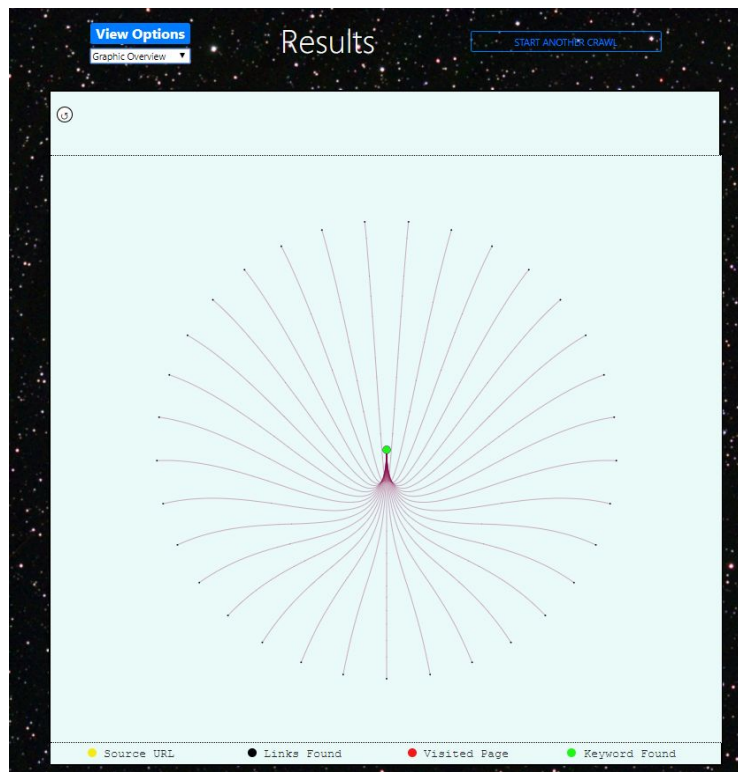 View Options
Results
START ANOTHER CRAWL
Graphic Overview
Source URL
Links Found
Visited Page
Keyword Found